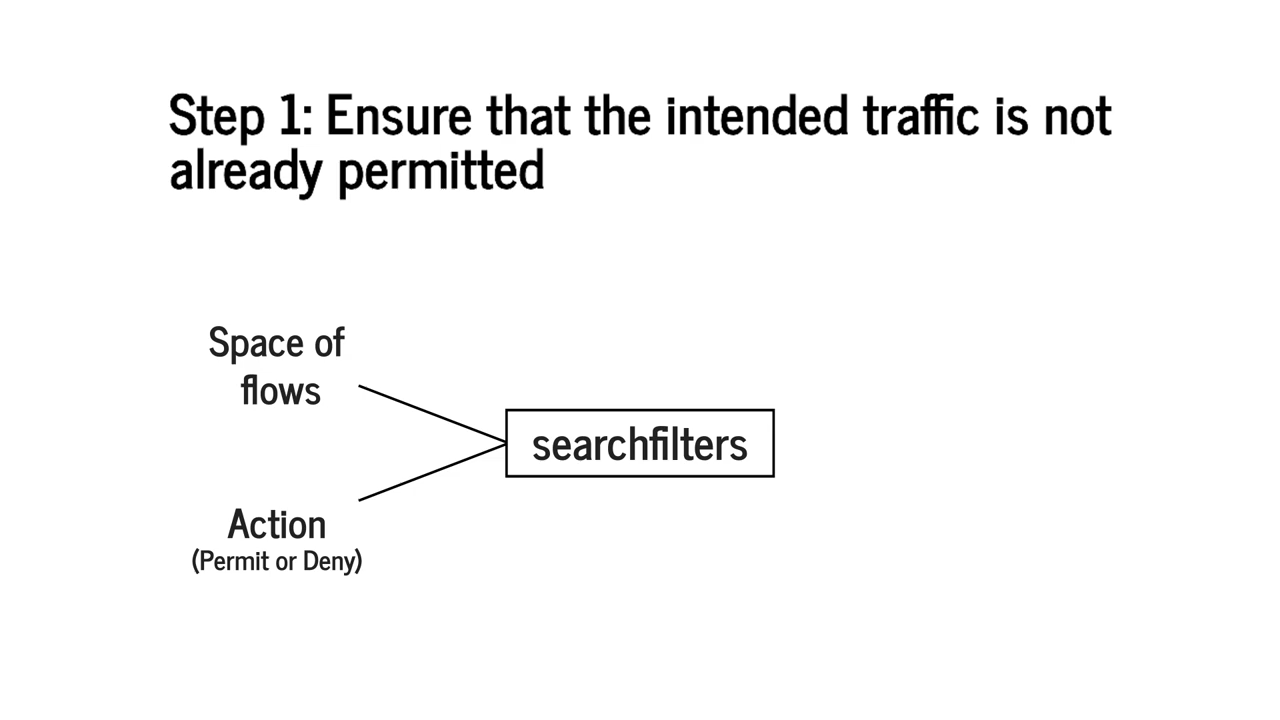 Step 1: Ensure that the intended traffic is not
already permitted
Space of
flows
searchfilters
Action
(Permit or Deny)